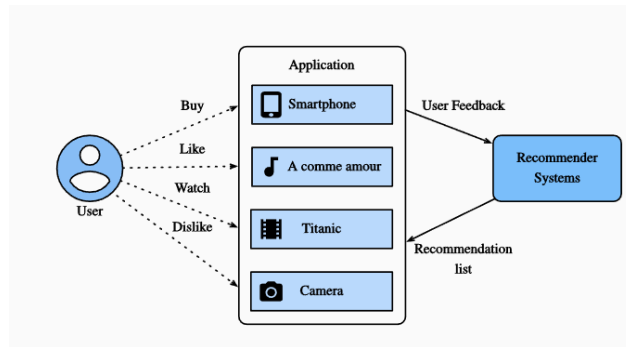 Application
Buy
Smartphone
User Feedback
Like
A comme amour
Recommender
Systems
Watch
User
Dislike
Titanic
Recommendation
list
Camera